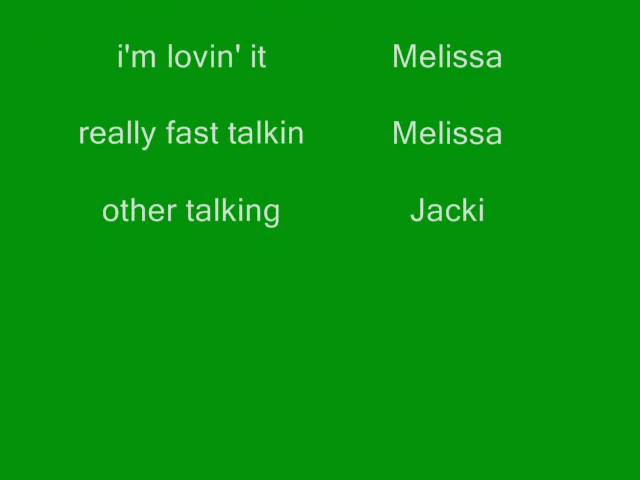 i'm lovin' it Melissa
really fast talkin Melissa
other talking Jacki